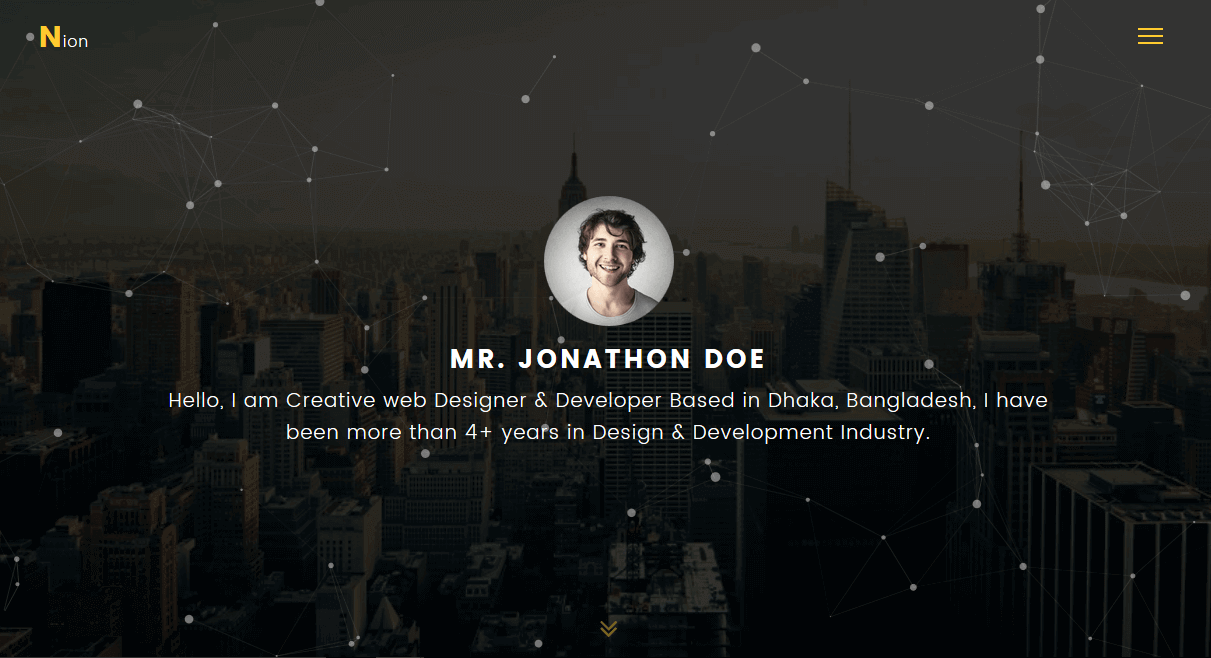 Nion
MR. JONATHON DOE
Hello, I am Creative web Designer & Developer Based in Dhaka, Bangladesh, I have
been more than 4+ years in Design & Development Industry.